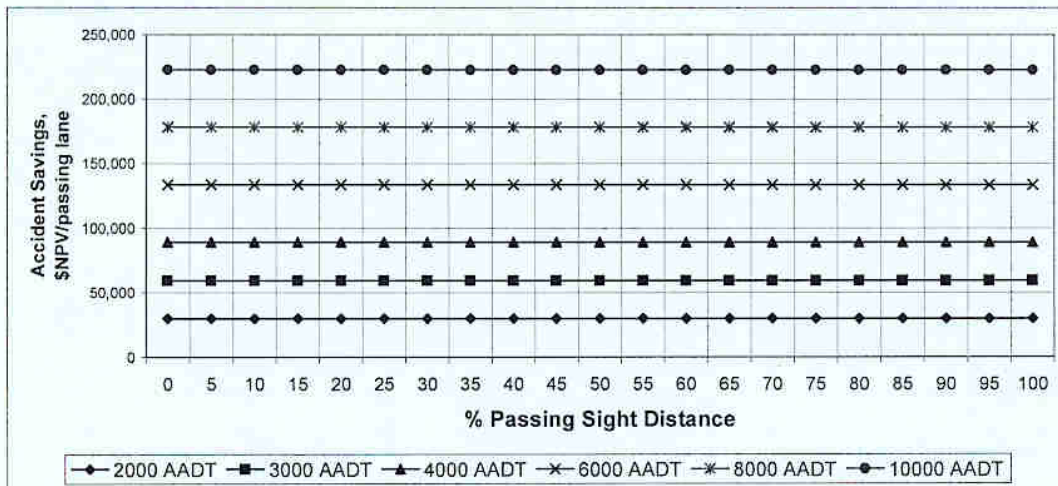 250,000
200,000
150,000
100,000
50,000
0
Accident Savings,
$NPV/passing lane
0 5 10 15 20 25 30 35 40 45 50 55 60 65 70 75 80 85 90 95 100
% Passing Sight Distance
2000 AADT 3000 AADT 4000 AADT 6000 AADT 8000 AADT 10000 AADT